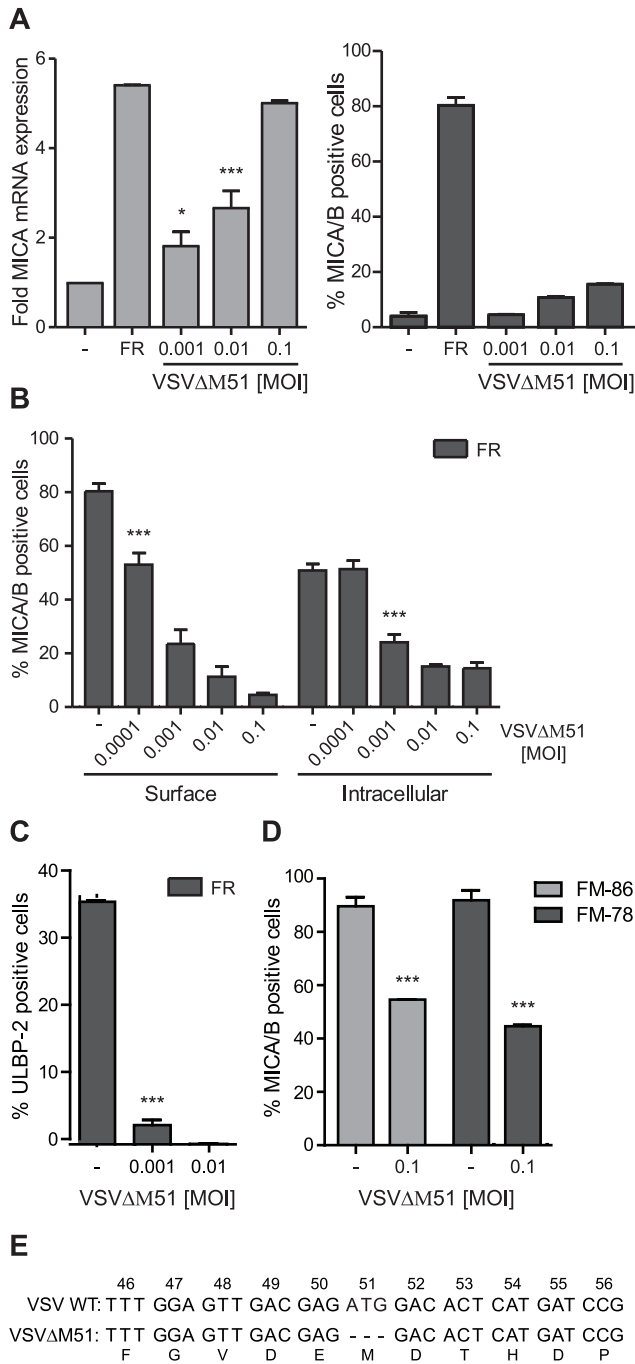 A
Fold MICA mRNA expression
6
4
2
0
*
***
- FR 0.001 0.01 0.1
VSVΔM51 [MOI]
% MICA/B positive cells
100
80
60
40
20
0
- FR 0.001 0.01 0.1
VSVΔM51 [MOI]
B
% MICA/B positive cells
100
80
60
40
20
0
FR
***
***
- 0.0001 0.001 0.01 0.1 - 0.0001 0.001 0.01 0.1
VSVΔM51
[MOI]
Surface Intracellular
C
% ULBP-2 positive cells
40
35
30
20
10
0
FR
***
- 0.001 0.01
VSVΔM51 [MOI]
D
% MICA/B positive cells
100
80
60
40
20
0
FM-86
FM-78
***
***
- 0.1 - 0.1
VSVΔM51 [MOI]
E
46 47 48 49 50 51 52 53 54 55 56
VSV WT: TTT GGA GTT GAC GAG ATG GAC ACT CAT GAT CCG
VSVΔM51: TTT GGA GTT GAC GAG - - - GAC ACT CAT GAT CCG
F G V D E M D T H D P